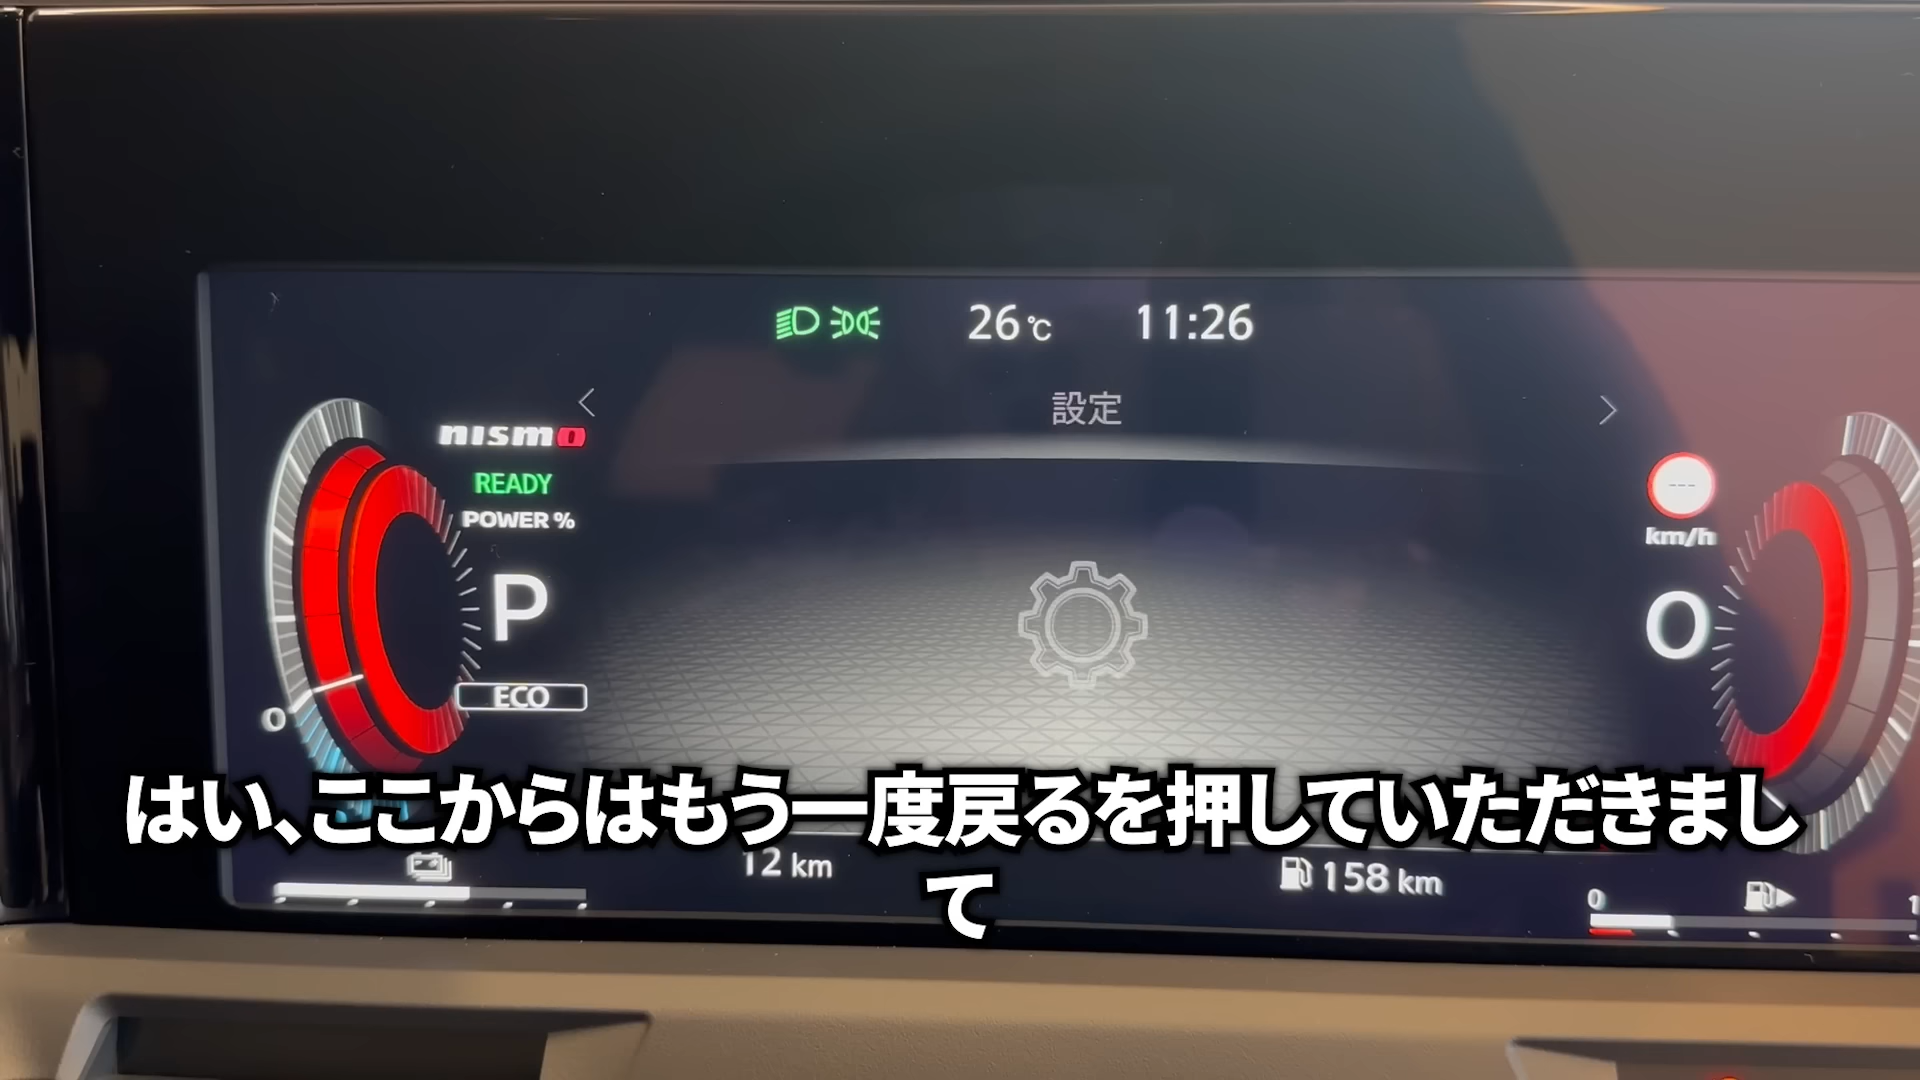 26℃ 11:26
設定
nismo
READY
POWER %
km/h
P
0
ECO
0
はい、ここからはもう一度戻るを押していただきまし
て
12 km
158 km
0
1